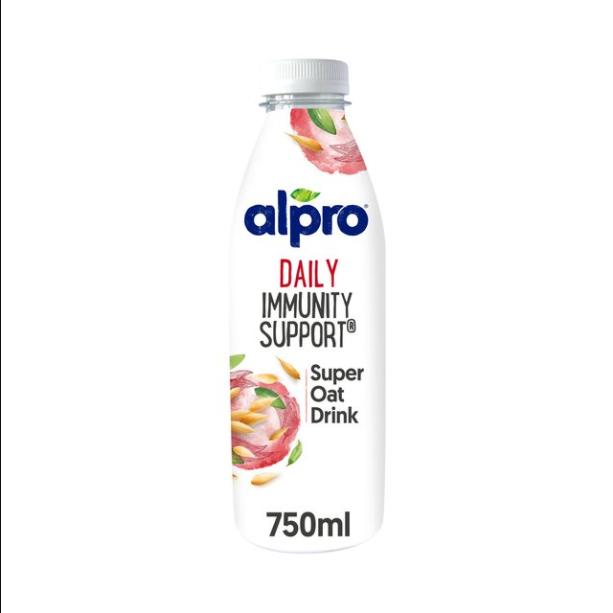 alpro®
DAILY
IMMUNITY
SUPPORT®
Super
Oat
Drink
750ml